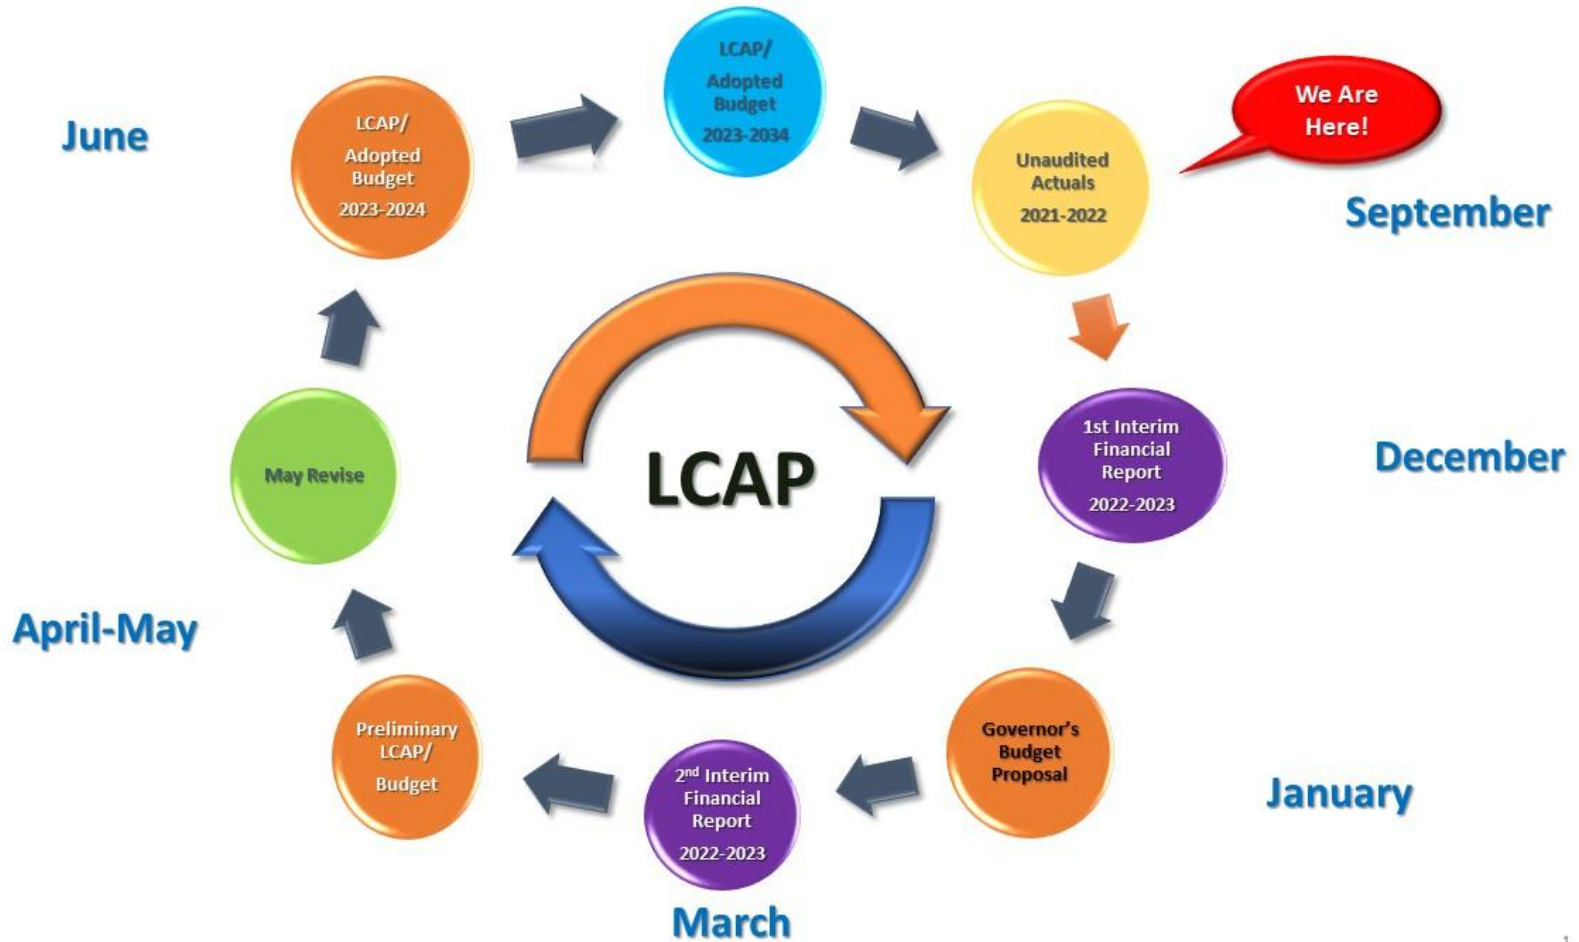 LCAP/
Adopted
Budget
2023-2034
We Are
Here!
Unaudited
Actuals
2021-2022
September
1st Interim
Financial
Report
2022-2023
December
Governor's
Budget
Proposal
January
2nd Interim
Financial
Report
2022-2023
March
Preliminary
LCAP/
Budget
April-May
May Revise
June
LCAP/
Adopted
Budget
2023-2024
LCAP
1